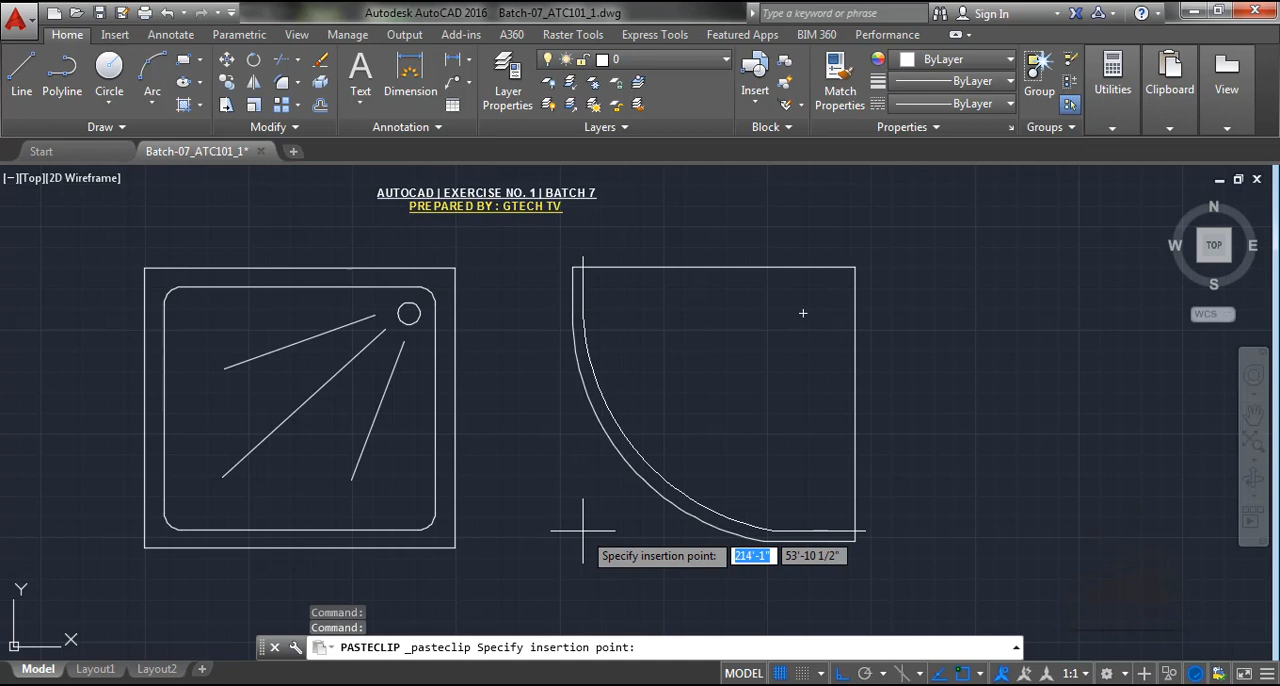 Autodesk AutoCAD 2016 Batch-07_ATC101_1.dwg
Type a keyword or phrase
Sign In
Home Insert Annotate Parametric View Manage Output Add-ins A360 Raster Tools Express Tools Featured Apps BIM 360 Performance
Line Polyline Circle Arc
Text Dimension
Layer Properties
0
Insert
Match Properties
ByLayer
ByLayer
ByLayer
Group Utilities Clipboard View
Draw Modify Annotation Layers Block Properties Groups
Start Batch-07_ATC101_1*
[−][Top][2D Wireframe]
AUTOCAD | EXERCISE NO. 1 | BATCH 7
PREPARED BY : GTECH TV
N
W TOP E
S
WCS
Specify insertion point: 214'-1" 53'-10 1/2"
Y
X
Command:
Command:
PASTECLIP _pasteclip Specify insertion point:
Model Layout1 Layout2
MODEL 1:1